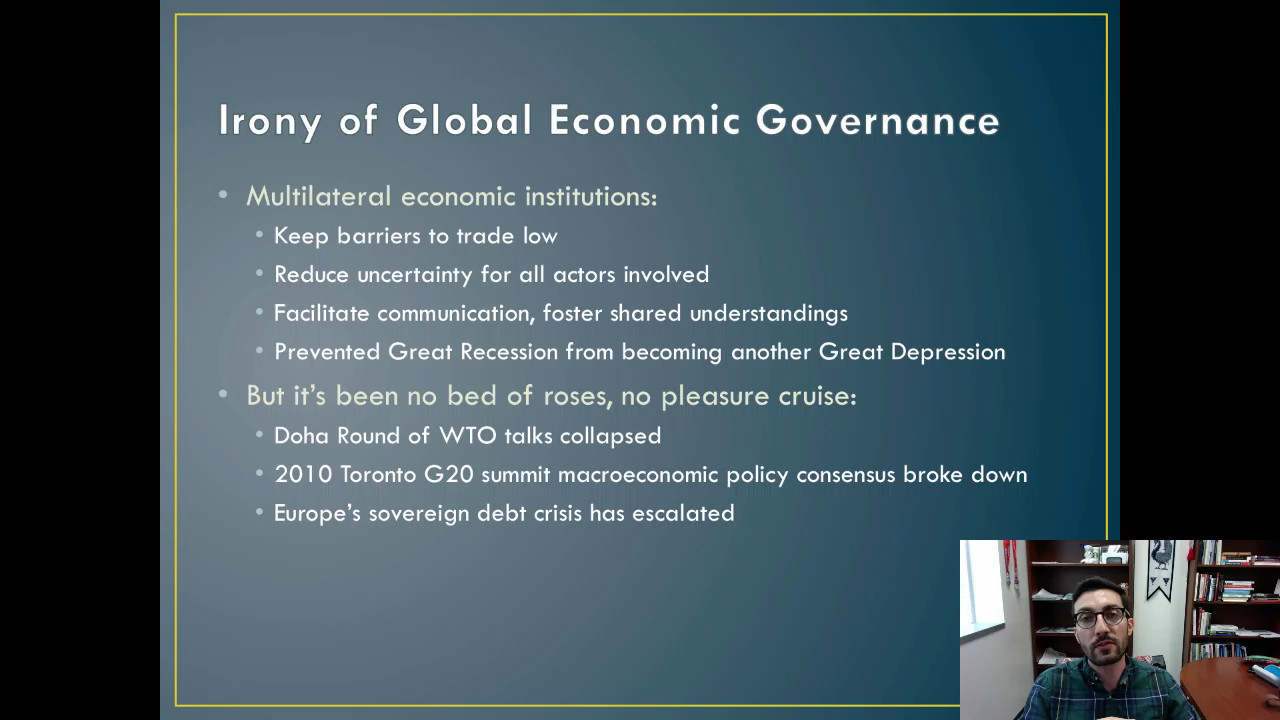 Irony of Global Economic Governance
• Multilateral economic institutions:
• Keep barriers to trade low
• Reduce uncertainty for all actors involved
• Facilitate communication, foster shared understandings
• Prevented Great Recession from becoming another Great Depression
• But it’s been no bed of roses, no pleasure cruise:
• Doha Round of WTO talks collapsed
• 2010 Toronto G20 summit macroeconomic policy consensus broke down
• Europe’s sovereign debt crisis has escalated